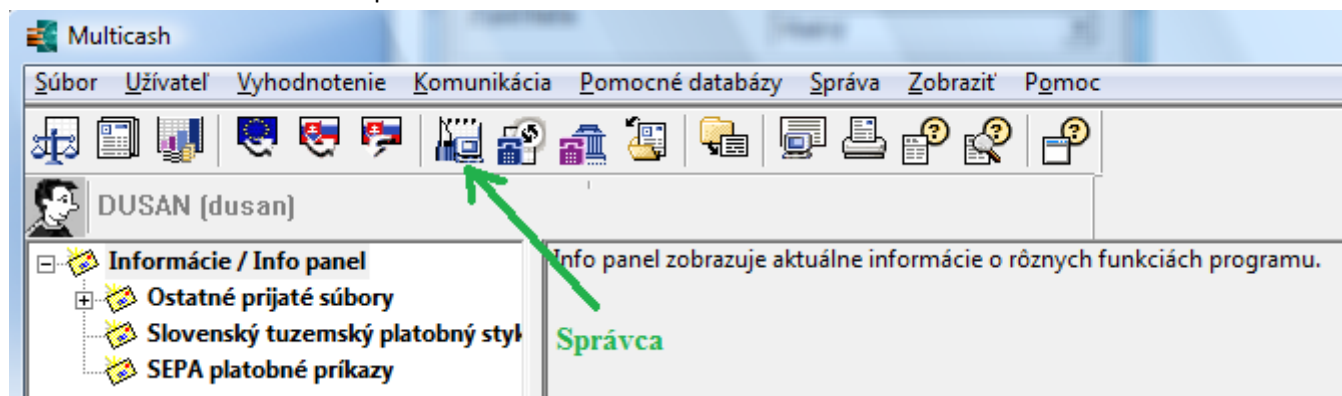 Multicash
Súbor Užívateľ Vyhodnotenie Komunikácia Pomocné databázy Správa Zobraziť Pomoc
DUSAN (dusan)
Informácie / Info panel
Ostatné prijaté súbory
Slovenský tuzemský platobný styk
SEPA platobné príkazy
Info panel zobrazuje aktuálne informácie o rôznych funkciách programu.
Správca